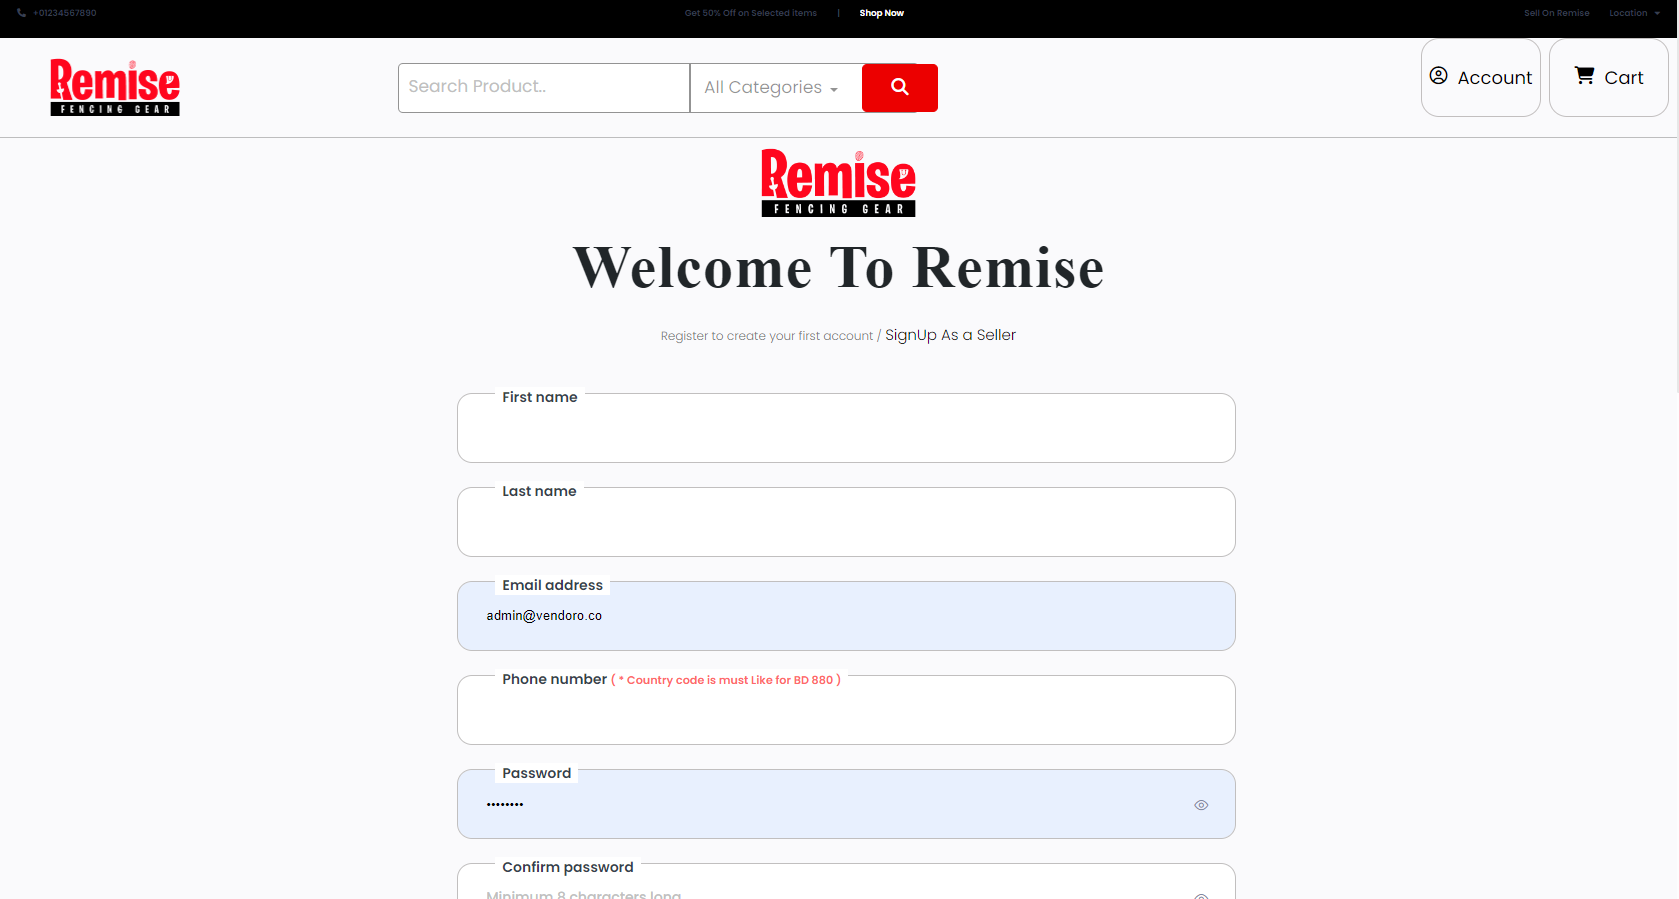 +01234567890
Get 50% Off on Selected Items | Shop Now
Sell On Remise
Location
Remise
FENCING GEAR
Search Product..
All Categories
Account
Cart
Remise
FENCING GEAR
Welcome To Remise
Register to create your first account / SignUp As a Seller
First name
Last name
Email address
admin@vendoro.co
Phone number ( * Country code is must Like for BD 880 )
Password
••••••••
Confirm password
Minimum 8 characters long